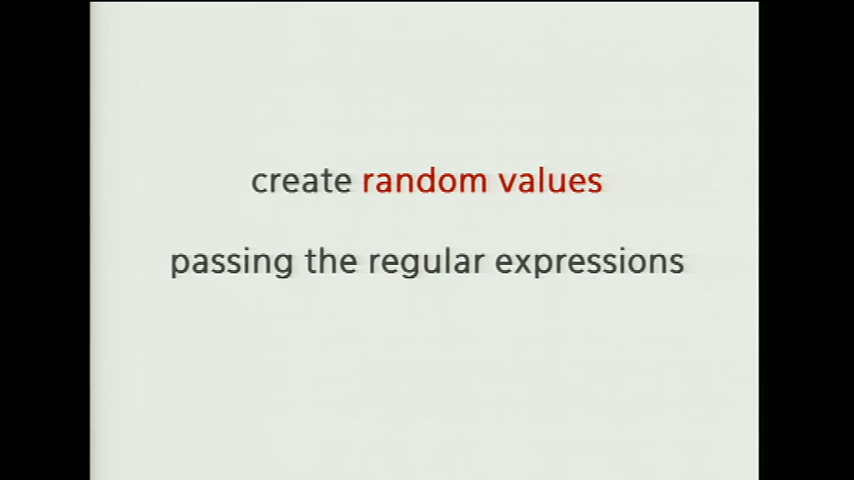 create random values
passing the regular expressions